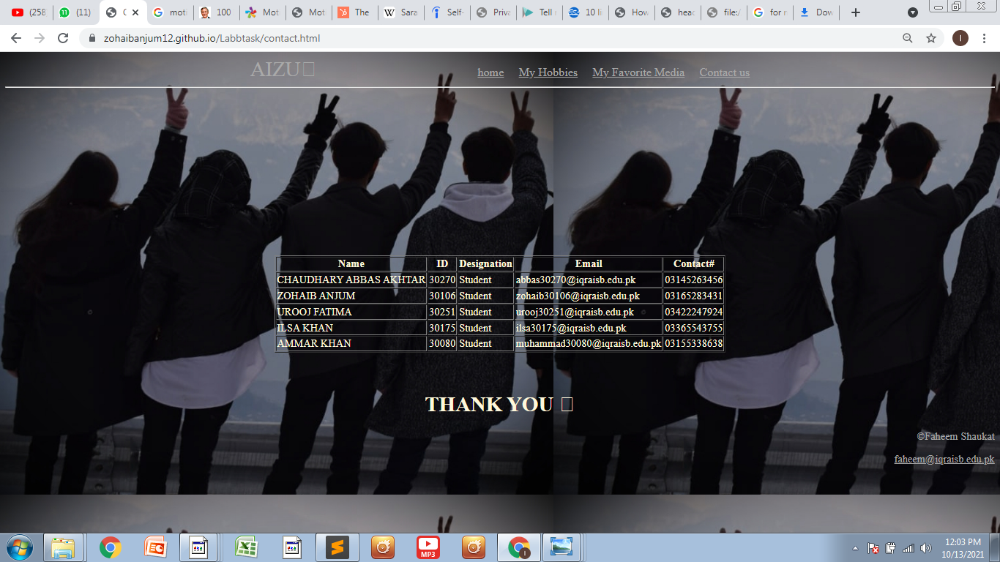 (258
(11)
C
moti
100
Mot
Mot
The
Sara
Self-
Priva
Tell r
10 li
How
head
file:/
for r
Dow
zohaibanjum12.github.io/Labbtask/contact.html
I
AIZU
home My Hobbies My Favorite Media Contact us
Name ID Designation Email Contact#
CHAUDHARY ABBAS AKHTAR 30270 Student abbas30270@iqraisb.edu.pk 03145263456
ZOHAIB ANJUM 30106 Student zohaib30106@iqraisb.edu.pk 03165283431
UROOJ FATIMA 30251 Student urooj30251@iqraisb.edu.pk 03422247924
ILSA KHAN 30175 Student ilsa30175@iqraisb.edu.pk 03365543755
AMMAR KHAN 30080 Student muhammad30080@iqraisb.edu.pk 03155338638
THANK YOU
©Faheem Shaukat
faheem@iqraisb.edu.pk
MP3
I
12:03 PM
10/13/2021